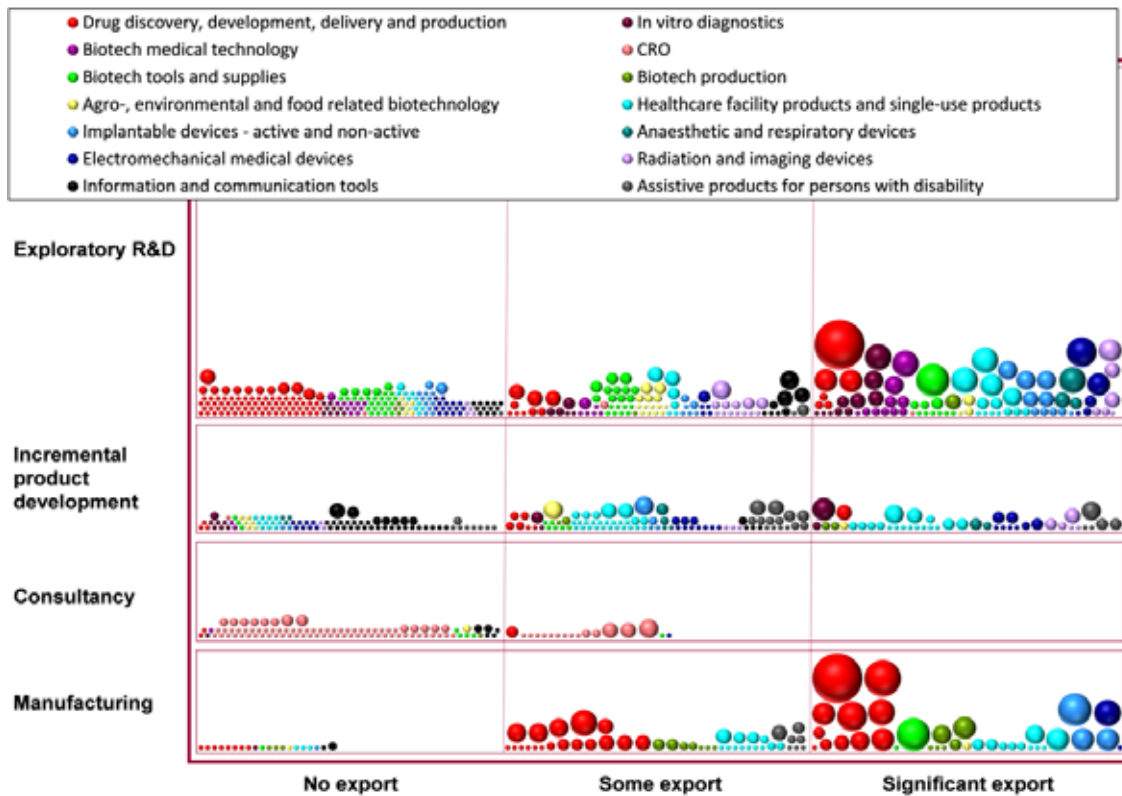 Drug discovery, development, delivery and production
Biotech medical technology
Biotech tools and supplies
Agro-, environmental and food related biotechnology
Implantable devices - active and non-active
Electromechanical medical devices
Information and communication tools
In vitro diagnostics
CRO
Biotech production
Healthcare facility products and single-use products
Anaesthetic and respiratory devices
Radiation and imaging devices
Assistive products for persons with disability
Exploratory R&D
Incremental
product
development
Consultancy
Manufacturing
No export
Some export
Significant export